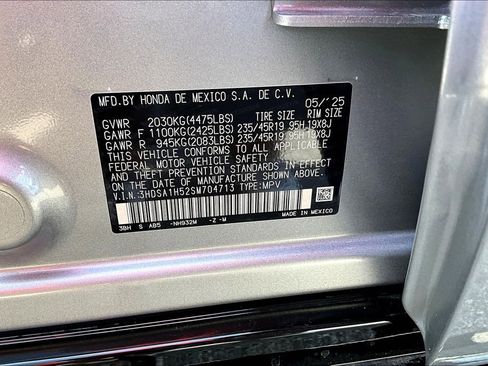 MFD.BY HONDA DE MEXICO S.A. DE C.V.
05/'25
GVWR 2030KG(4475LBS) TIRE SIZE RIM SIZE
GAWR F 1100KG(2425LBS) 235/45R19 95H 19X8J
GAWR R 945KG(2083LBS) 235/45R19 95H 19X8J
THIS VEHICLE CONFORMS TO ALL APPLICABLE
FEDERAL MOTOR VEHICLE SAFETY
AND THEFT PREVENTION STANDARDS IN
EFFECT ON THE DATE OF MANUFACTURE SHOWN ABOVE.
V.I.N.:3HDSA1H52SM704713 TYPE:MPV
3BH S AB5 -NH932M -Z -M
MADE IN MEXICO